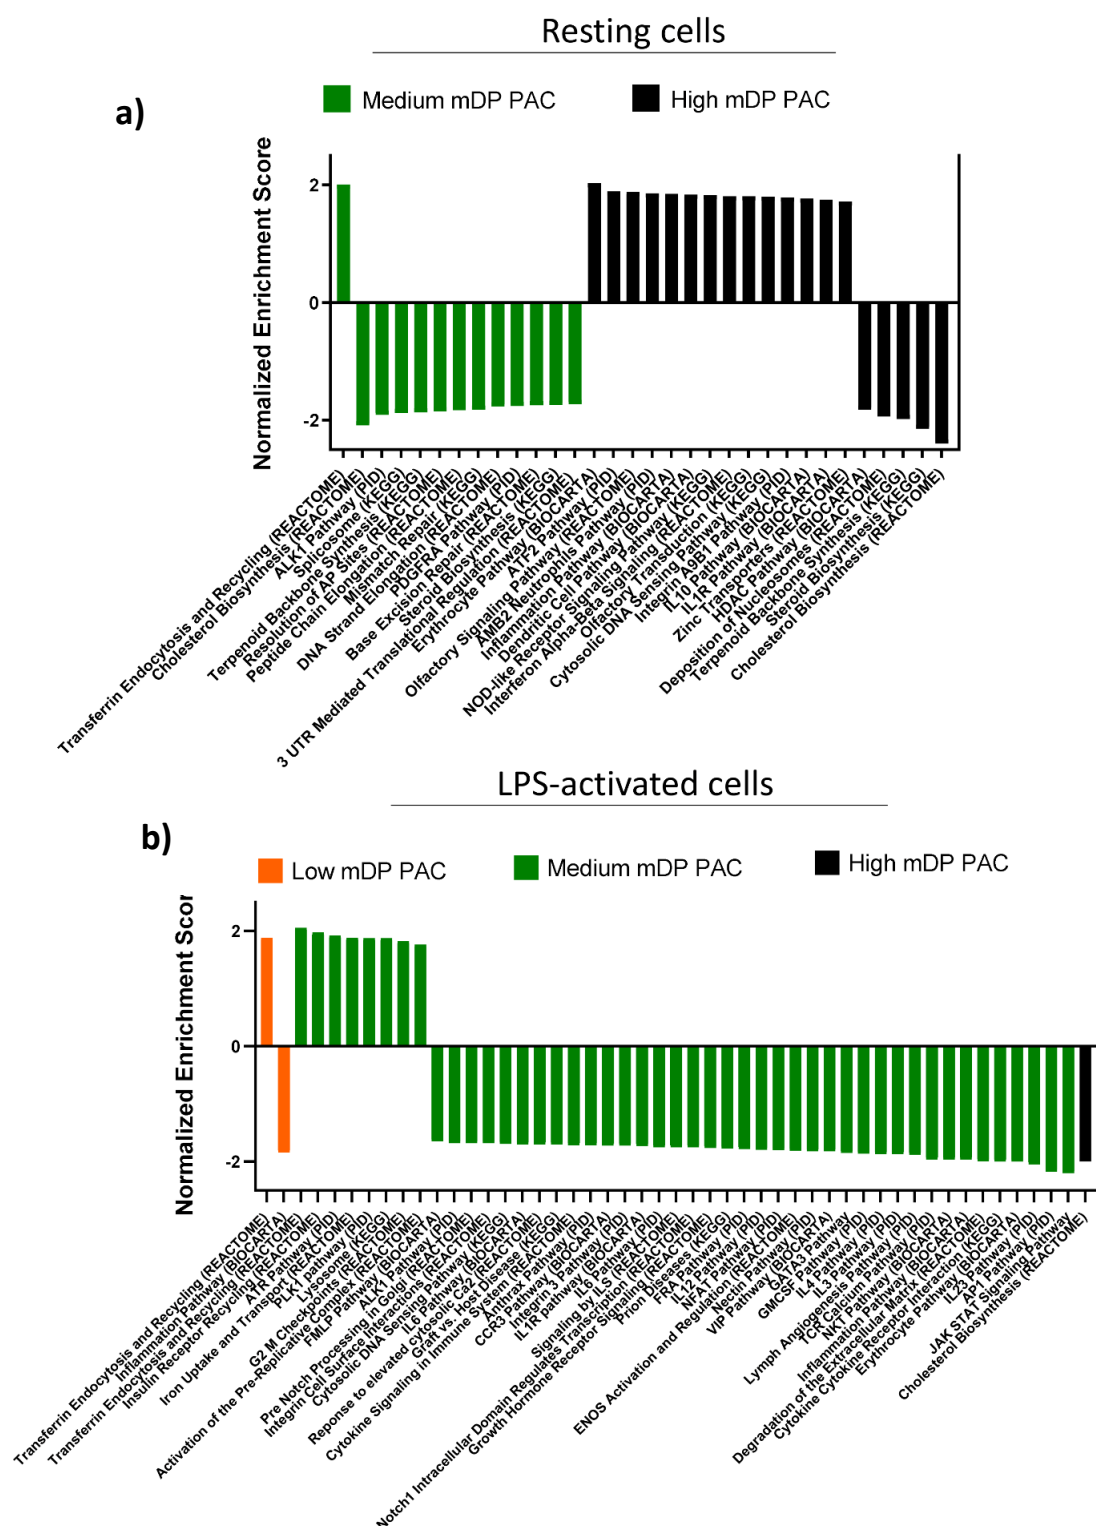 Resting cells
Medium mDP PAC
High mDP PAC
a)
Normalized Enrichment Score
2
0
-2
Transferrin Endocytosis and Recycling (REACTOME)
Cholesterol Biosynthesis (REACTOME)
ALK1 Pathway (PID)
Spliceosome (KEGG)
Terpenoid Backbone Synthesis (KEGG)
Resolution of AP Sites (REACTOME)
Peptide Chain Elongation (REACTOME)
Mismatch Repair (KEGG)
DNA Strand Elongation (REACTOME)
PDGFRA Pathway (PID)
Base Excision Repair (REACTOME)
Steroid Biosynthesis (KEGG)
3 UTR Mediated Translational Regulation (REACTOME)
Erythrocyte Pathway (BIOCARTA)
ATF2 Pathway (PID)
Olfactory Signaling Pathway (REACTOME)
AMB2 Neutrophils Pathway (PID)
Inflammation Pathway (BIOCARTA)
Dendritic Cell Pathway (BIOCARTA)
NOD-like Receptor Signaling Pathway (KEGG)
Interferon Alpha-Beta Signaling (REACTOME)
Olfactory Transduction (KEGG)
Cytosolic DNA Sensing Pathway (KEGG)
Integrin A9B1 Pathway (PID)
IL10 Pathway (BIOCARTA)
IL1R Pathway (BIOCARTA)
Zinc Transporters (REACTOME)
HDAC Pathway (BIOCARTA)
Deposition of Nucleosomes (REACTOME)
Terpenoid Backbone Synthesis (KEGG)
Steroid Biosynthesis (KEGG)
Cholesterol Biosynthesis (REACTOME)
LPS-activated cells
b)
Low mDP PAC
Medium mDP PAC
High mDP PAC
Normalized Enrichment Scor
2
0
-2
Transferrin Endocytosis and Recycling (REACTOME)
Inflammation Pathway (BIOCARTA)
Transferrin Endocytosis and Recycling (REACTOME)
Insulin Receptor Recycling (REACTOME)
ATR Pathway (PID)
Iron Uptake and Transport (REACTOME)
PLK1 pathway (PID)
Lysosome (KEGG)
G2 M Checkpoints (REACTOME)
Activation of the Pre-Replicative Complex (REACTOME)
FMLP Pathway (BIOCARTA)
ALK1 Pathway (PID)
Pre Notch Processing in Golgi (REACTOME)
Integrin Cell Surface Interactions (REACTOME)
Cytosolic DNA Sensing Pathway (KEGG)
IL6 Pathway (BIOCARTA)
Reponse to elevated cytosolic Ca2 (REACTOME)
Graft vs. Host Disease (KEGG)
Cytokine Signaling in Immune System (REACTOME)
Anthrax Pathway (PID)
CCR3 Pathway (BIOCARTA)
Integrin 3 Pathway (PID)
IL1R pathway (BIOCARTA)
IL5 Pathway (PID)
Signaling by ILS (REACTOME)
Notch1 Intracellular Domain Regulates Transcription (REACTOME)
Growth Hormone Receptor Signaling (REACTOME)
Prion Diseases (KEGG)
FRA Pathway (PID)
IL12 Pathway (PID)
NFAT Pathway (PID)
ENOS Activation and Regulation (REACTOME)
Nectin Pathway (PID)
VIP Pathway (BIOCARTA)
GATA3 Pathway
GMCSF Pathway (PID)
IL4 Pathway (PID)
IL3 Pathway (PID)
Lymph Angiogenesis Pathway (PID)
TCR Calcium Pathway (PID)
NKT Pathway (BIOCARTA)
Inflammation Pathway (BIOCARTA)
Degradation of the Extracellular Matrix (REACTOME)
Cytokine Cytokine Receptor Interaction (KEGG)
Erythrocyte Pathway (BIOCARTA)
IL23 Pathway (PID)
AP1 Pathway (PID)
JAK STAT Signaling Pathway
Cholesterol Biosynthesis (REACTOME)